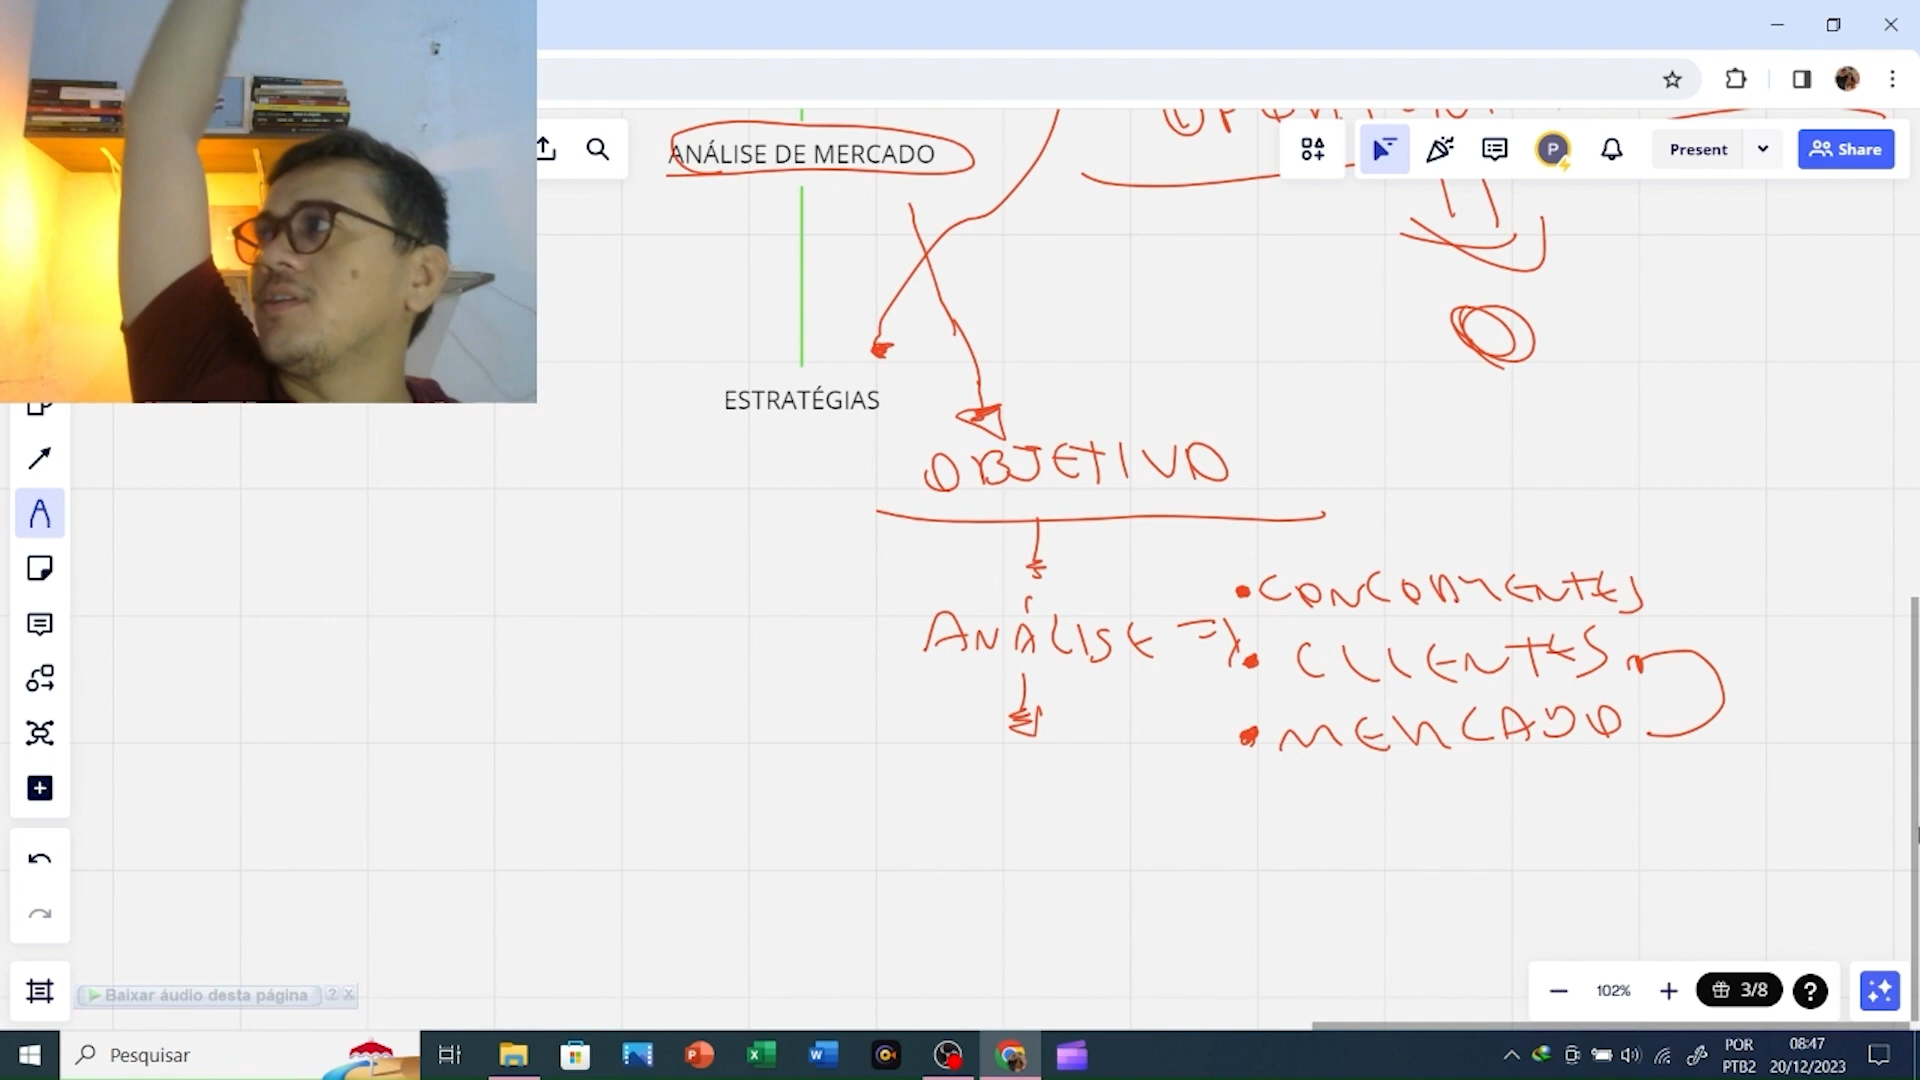 Present
Share
ANÁLISE DE MERCADO
ESTRATÉGIAS
OBJETIVO
ANÁLISE =>
• CONCORRENTES
• CLIENTES
• MERCADO
Baixar áudio desta página
102%
3/8
Pesquisar
POR
PTB2
08:47
20/12/2023